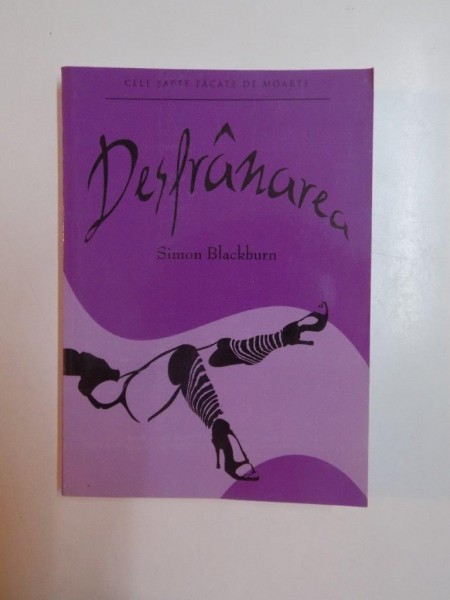 CELE ŞAPTE PĂCATE DE MOARTE
Desfrânarea
Simon Blackburn